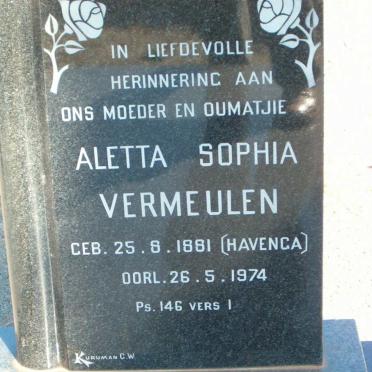 IN LIEFDEVOLLE
HERINNERING AAN
ONS MOEDER EN OUMATJIE
ALETTA SOPHIA
VERMEULEN
GEB. 25.8.1881 (HAVENGA)
OORL. 26.5.1974
PS. 146 VERS 1
KURUMAN G.W.